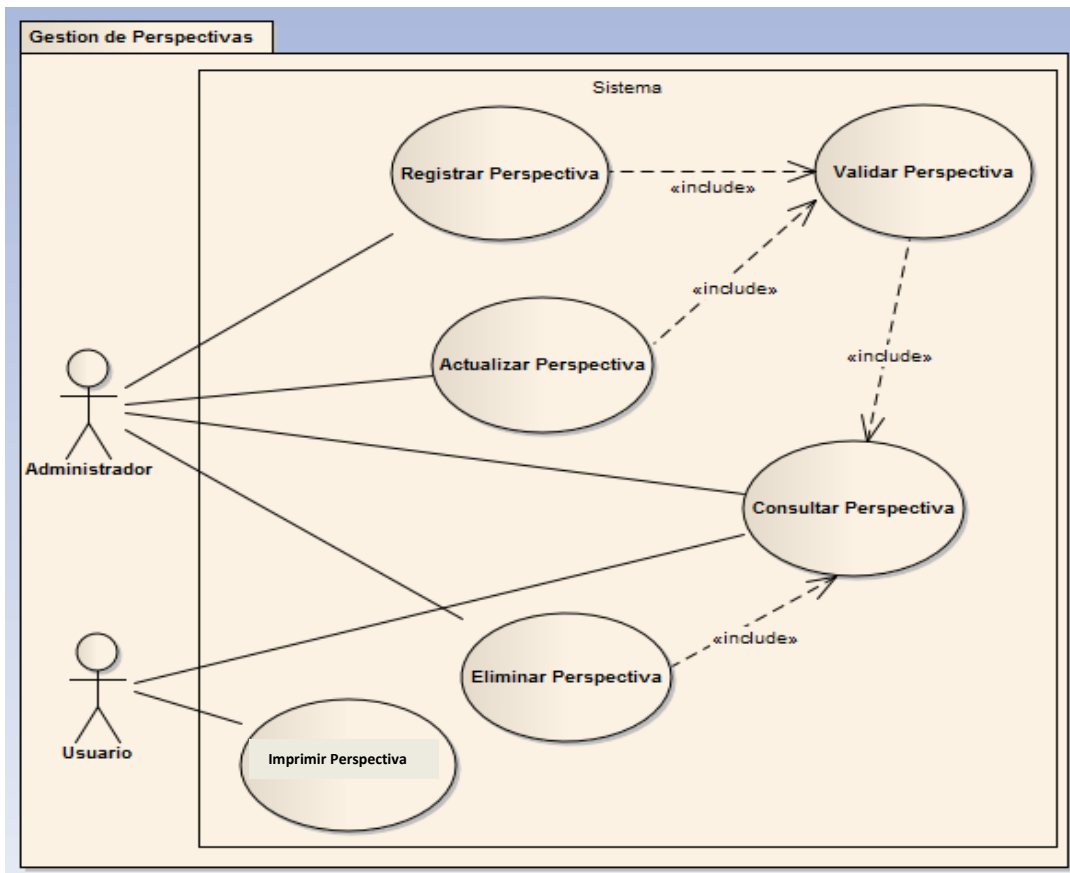 Gestion de Perspectivas
Sistema
Registrar Perspectiva
«include»
Validar Perspectiva
«include»
Actualizar Perspectiva
«include»
Administrador
Consultar Perspectiva
«include»
Eliminar Perspectiva
Usuario
Imprimir Perspectiva